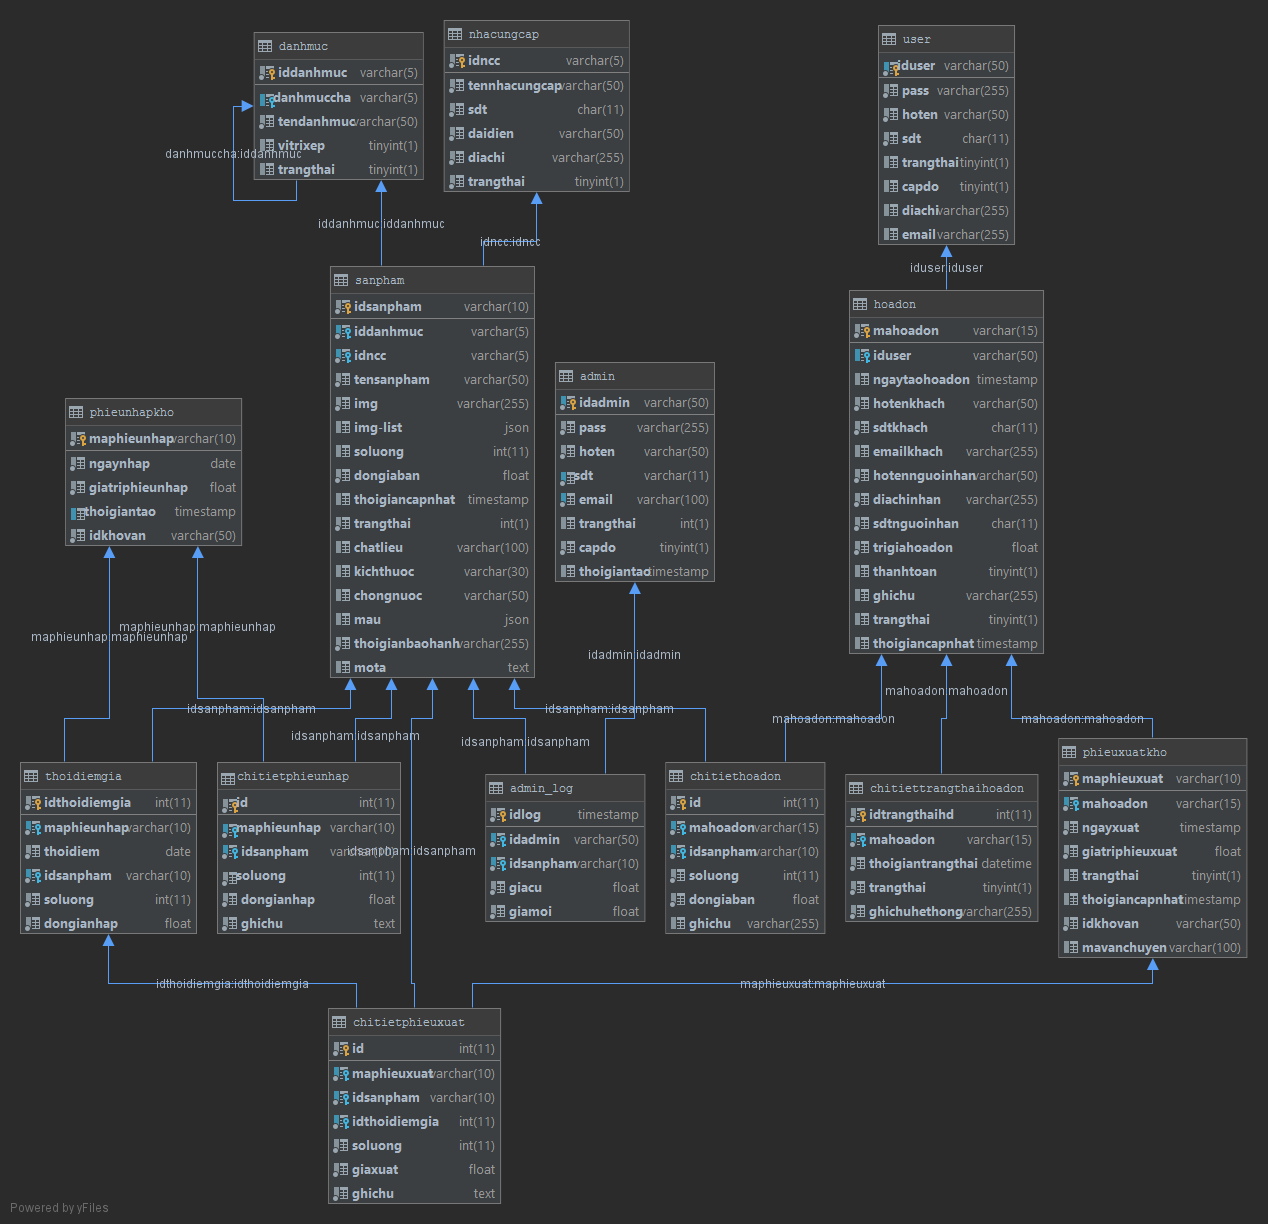 danhmuc
iddanhmuc varchar(5)
danhmuccha varchar(5)
tendanhmuc varchar(50)
vitrixep tinyint(1)
trangthai tinyint(1)
danhmuccha:iddanhmuc
nhacungcap
idncc varchar(5)
tennhacungcap varchar(50)
sdt char(11)
daidien varchar(50)
diachi varchar(255)
trangthai tinyint(1)
user
iduser varchar(50)
pass varchar(255)
hoten varchar(50)
sdt char(11)
trangthai tinyint(1)
capdo tinyint(1)
diachi varchar(255)
email varchar(255)
iddanhmuc:iddanhmuc
idncc:idncc
iduser:iduser
sanpham
idsanpham varchar(10)
iddanhmuc varchar(5)
idncc varchar(5)
tensanpham varchar(50)
img varchar(255)
img-list json
soluong int(11)
dongiaban float
thoigiancapnhat timestamp
trangthai int(1)
chatlieu varchar(100)
kichthuoc varchar(30)
chongnuoc varchar(50)
mau json
thoigianbaohanh varchar(255)
mota text
hoadon
mahoadon varchar(15)
iduser varchar(50)
ngaytaohoadon timestamp
hotenkhach varchar(50)
sdtkhach char(11)
emailkhach varchar(255)
hotennguoinhan varchar(50)
diachinhan varchar(255)
sdtnguoinhan char(11)
trigiahoadon float
thanhtoan tinyint(1)
ghichu varchar(255)
trangthai tinyint(1)
thoigiancapnhat timestamp
admin
idadmin varchar(50)
pass varchar(255)
hoten varchar(50)
sdt varchar(11)
email varchar(100)
trangthai int(1)
capdo tinyint(1)
thoigiantao timestamp
phieunhapkho
maphieunhap varchar(10)
ngaynhap date
giatriphieunhap float
thoigiantao timestamp
idkhovan varchar(50)
maphieunhap:maphieunhap
maphieunhap:maphieunhap
idadmin:idadmin
mahoadon:mahoadon
idsanpham:idsanpham
idsanpham:idsanpham
mahoadon:mahoadon
mahoadon:mahoadon
idsanpham:idsanpham
idsanpham:idsanpham
thoidiemgia
idthoidiemgia int(11)
maphieunhap varchar(10)
thoidiem date
idsanpham varchar(10)
soluong int(11)
dongianhap float
chitietphieunhap
id int(11)
maphieunhap varchar(10)
idsanpham varchar(10)
soluong int(11)
dongianhap float
ghichu text
idsanpham:idsanpham
admin_log
idlog timestamp
idadmin varchar(50)
idsanpham varchar(10)
giacu float
giamoi float
chitiethoadon
id int(11)
mahoadon varchar(15)
idsanpham varchar(10)
soluong int(11)
dongiaban float
ghichu varchar(255)
chitiettrangthaihoadon
idtrangthaihd int(11)
mahoadon varchar(15)
thoigiantrangthai datetime
trangthai tinyint(1)
ghichuhethong varchar(255)
phieuxuatkho
maphieuxuat varchar(10)
mahoadon varchar(15)
ngayxuat timestamp
giatriphieuxuat float
trangthai tinyint(1)
thoigiancapnhat timestamp
idkhovan varchar(50)
mavanchuyen varchar(100)
idthoidiemgia:idthoidiemgia
maphieuxuat:maphieuxuat
chitietphieuxuat
id int(11)
maphieuxuat varchar(10)
idsanpham varchar(10)
idthoidiemgia int(11)
soluong int(11)
giaxuat float
ghichu text
Powered by yFiles